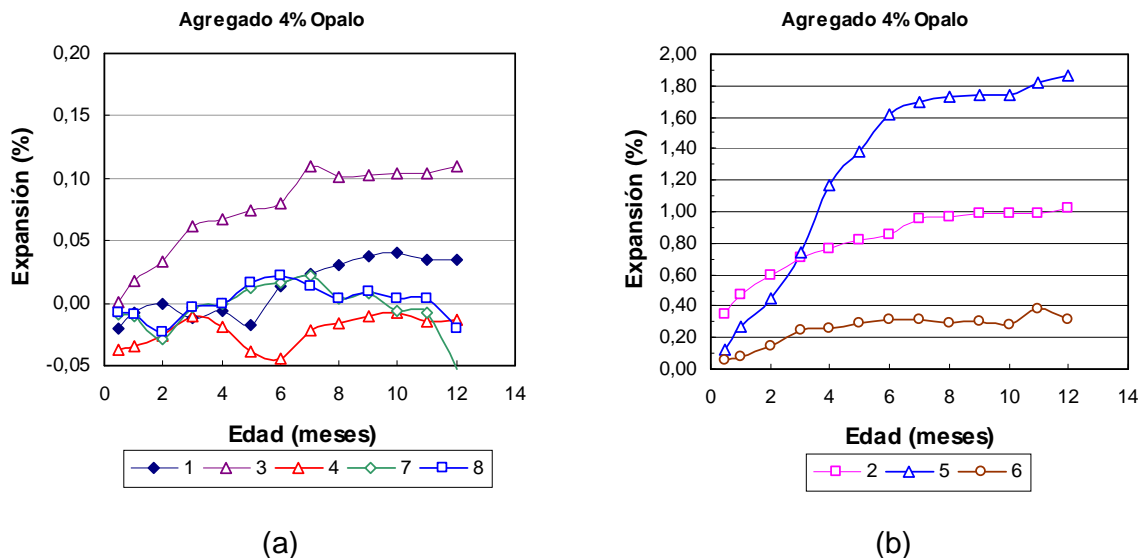 Agregado 4% Opalo
0,20
0,15
0,10
0,05
0,00
-0,05
0 2 4 6 8 10 12 14
Expansión (%)
Edad (meses)
1 3 4 7 8
(a)
Agregado 4% Opalo
2,00
1,80
1,60
1,40
1,20
1,00
0,80
0,60
0,40
0,20
0,00
0 2 4 6 8 10 12 14
Expansión (%)
Edad (meses)
2 5 6
(b)